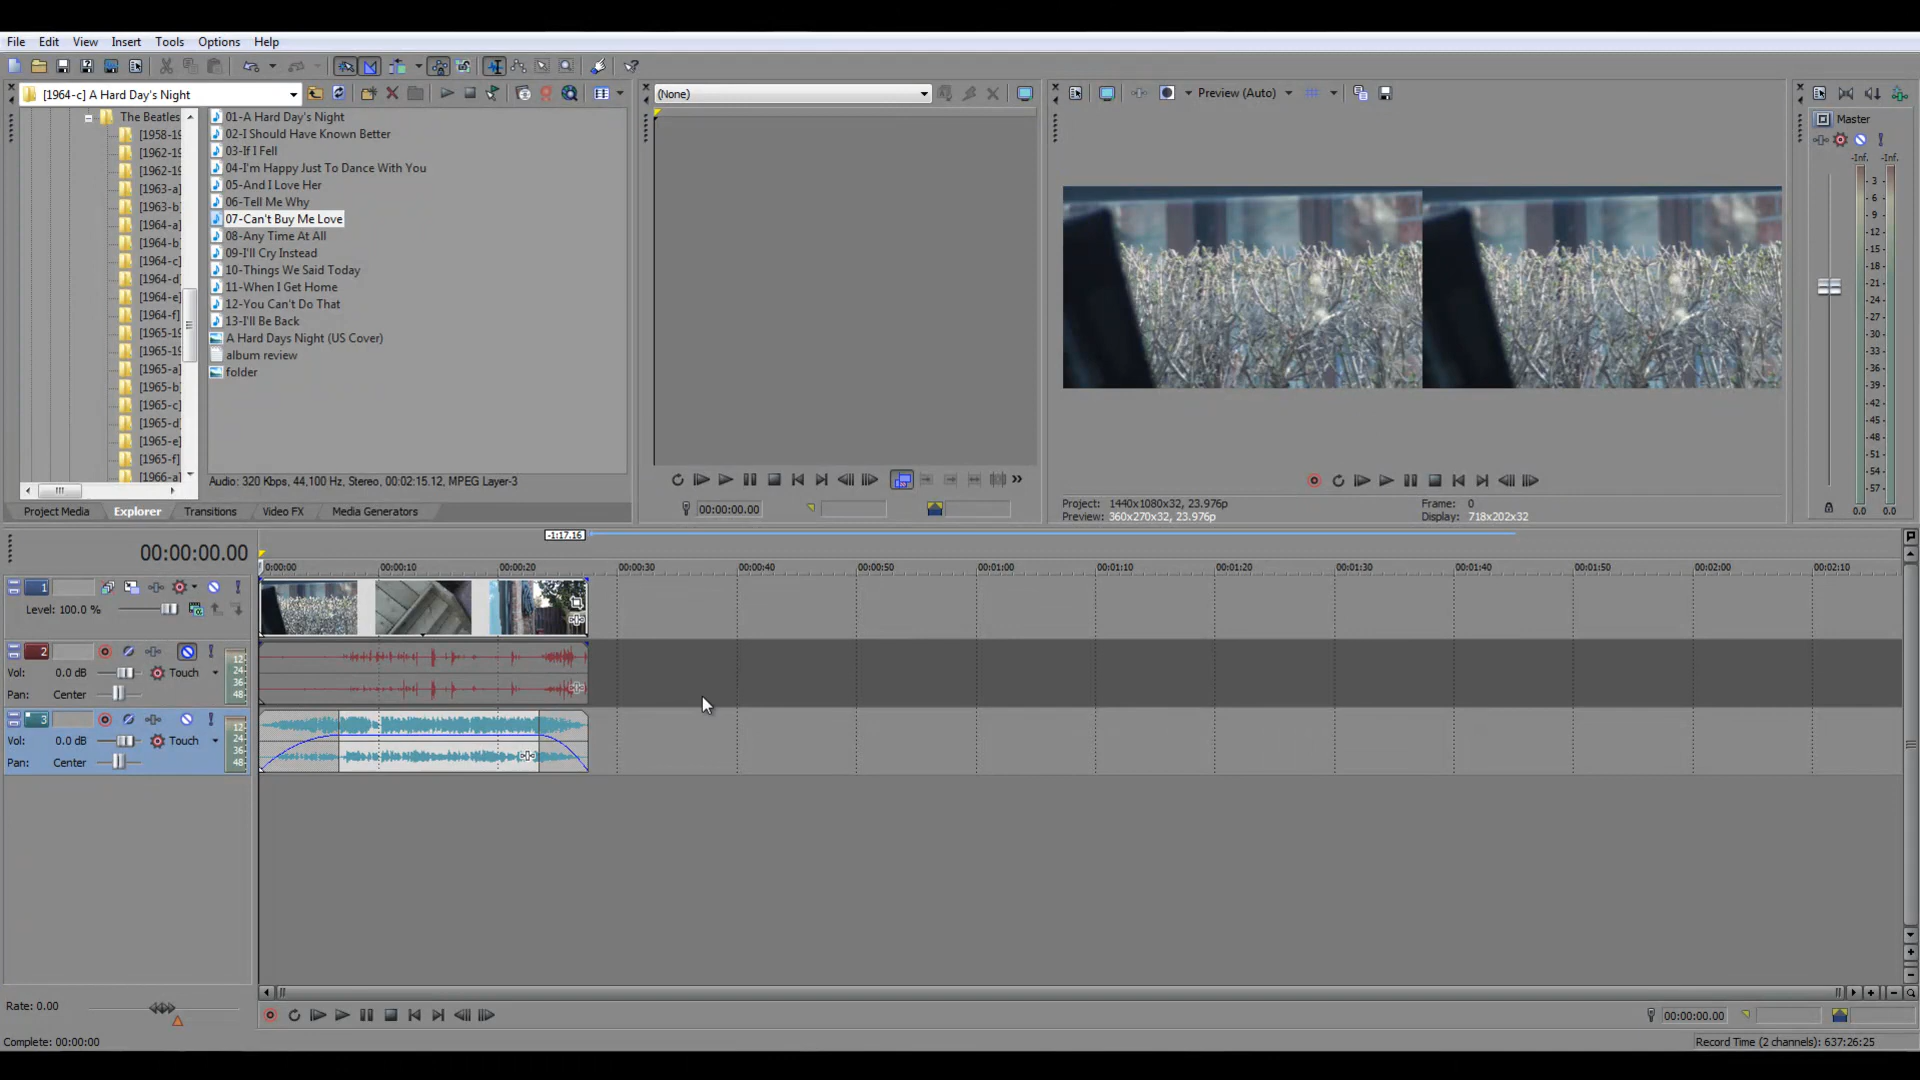 File Edit View Insert Tools Options Help
[1964-c] A Hard Day's Night
(None)
Preview (Auto)
The Beatles
[1958-19
[1962-19
[1962-19
[1963-a]
[1963-b]
[1964-a]
[1964-b]
[1964-c]
[1964-d]
[1964-e]
[1964-f]
[1965-19
[1965-19
[1965-a]
[1965-b]
[1965-c]
[1965-d]
[1965-e]
[1965-f]
[1966-a]
01-A Hard Day's Night
02-I Should Have Known Better
03-If I Fell
04-I'm Happy Just To Dance With You
05-And I Love Her
06-Tell Me Why
07-Can't Buy Me Love
08-Any Time At All
09-I'll Cry Instead
10-Things We Said Today
11-When I Get Home
12-You Can't Do That
13-I'll Be Back
A Hard Days Night (US Cover)
album review
folder
Audio: 320 Kbps, 44,100 Hz, Stereo, 00:02:15.12, MPEG Layer-3
Project Media Explorer Transitions Video FX Media Generators
00:00:00.00
Project: 1440x1080x32, 23.976p
Preview: 360x270x32, 23.976p
Frame: 0
Display: 718x202x32
Master
-Inf. -Inf.
3
6
9
12
15
18
21
24
27
30
33
36
39
42
45
48
51
54
57
0.0 0.0
00:00:00.00
-1:17.16
0:00:00 00:00:10 00:00:20 00:00:30 00:00:40 00:00:50 00:01:00 00:01:10 00:01:20 00:01:30 00:01:40 00:01:50 00:02:00 00:02:10
1
Level: 100.0 %
2
Vol: 0.0 dB Touch
Pan: Center
12
24
36
48
3
Vol: 0.0 dB Touch
Pan: Center
12
24
36
48
Rate: 0.00
00:00:00.00
Complete: 00:00:00
Record Time (2 channels): 637:26:25